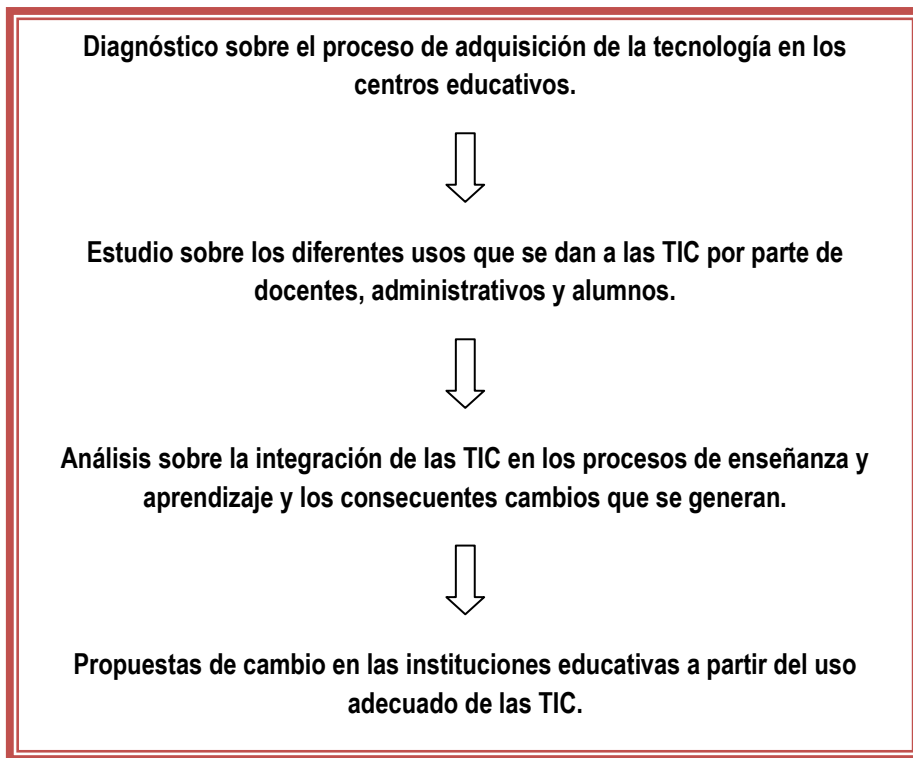 Diagnóstico sobre el proceso de adquisición de la tecnología en los
centros educativos.
Estudio sobre los diferentes usos que se dan a las TIC por parte de
docentes, administrativos y alumnos.
Análisis sobre la integración de las TIC en los procesos de enseñanza y
aprendizaje y los consecuentes cambios que se generan.
Propuestas de cambio en las instituciones educativas a partir del uso
adecuado de las TIC.